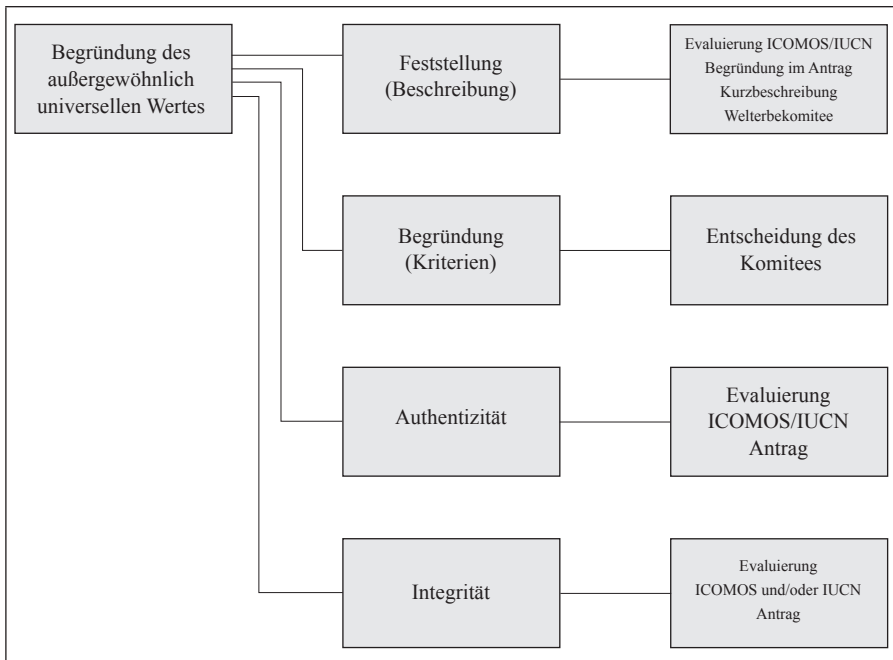 Begründung des
außergewöhnlich
universellen Wertes
Feststellung
(Beschreibung)
Evaluierung ICOMOS/IUCN
Begründung im Antrag
Kurzbeschreibung
Welterbekomitee
Begründung
(Kriterien)
Entscheidung des
Komitees
Authentizität
Evaluierung
ICOMOS/IUCN
Antrag
Integrität
Evaluierung
ICOMOS und/oder IUCN
Antrag